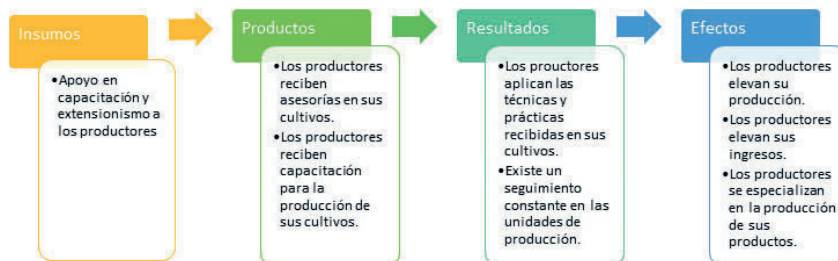 Insumos
•Apoyo en
capacitación y
extensionismo a
los productores
Productos
•Los productores
reciben
asesorías en sus
cultivos.
•Los productores
reciben
capacitación
para la
producción de
sus cultivos.
Resultados
•Los prouctores
aplican las
técnicas y
prácticas
recibidas en sus
cultivos.
•Existe un
seguimiento
constante en las
unidades de
producción.
Efectos
•Los productores
elevan su
producción.
•Los productores
elevan sus
ingresos.
•Los productores
se especializan
en la producción
de sus
productos.